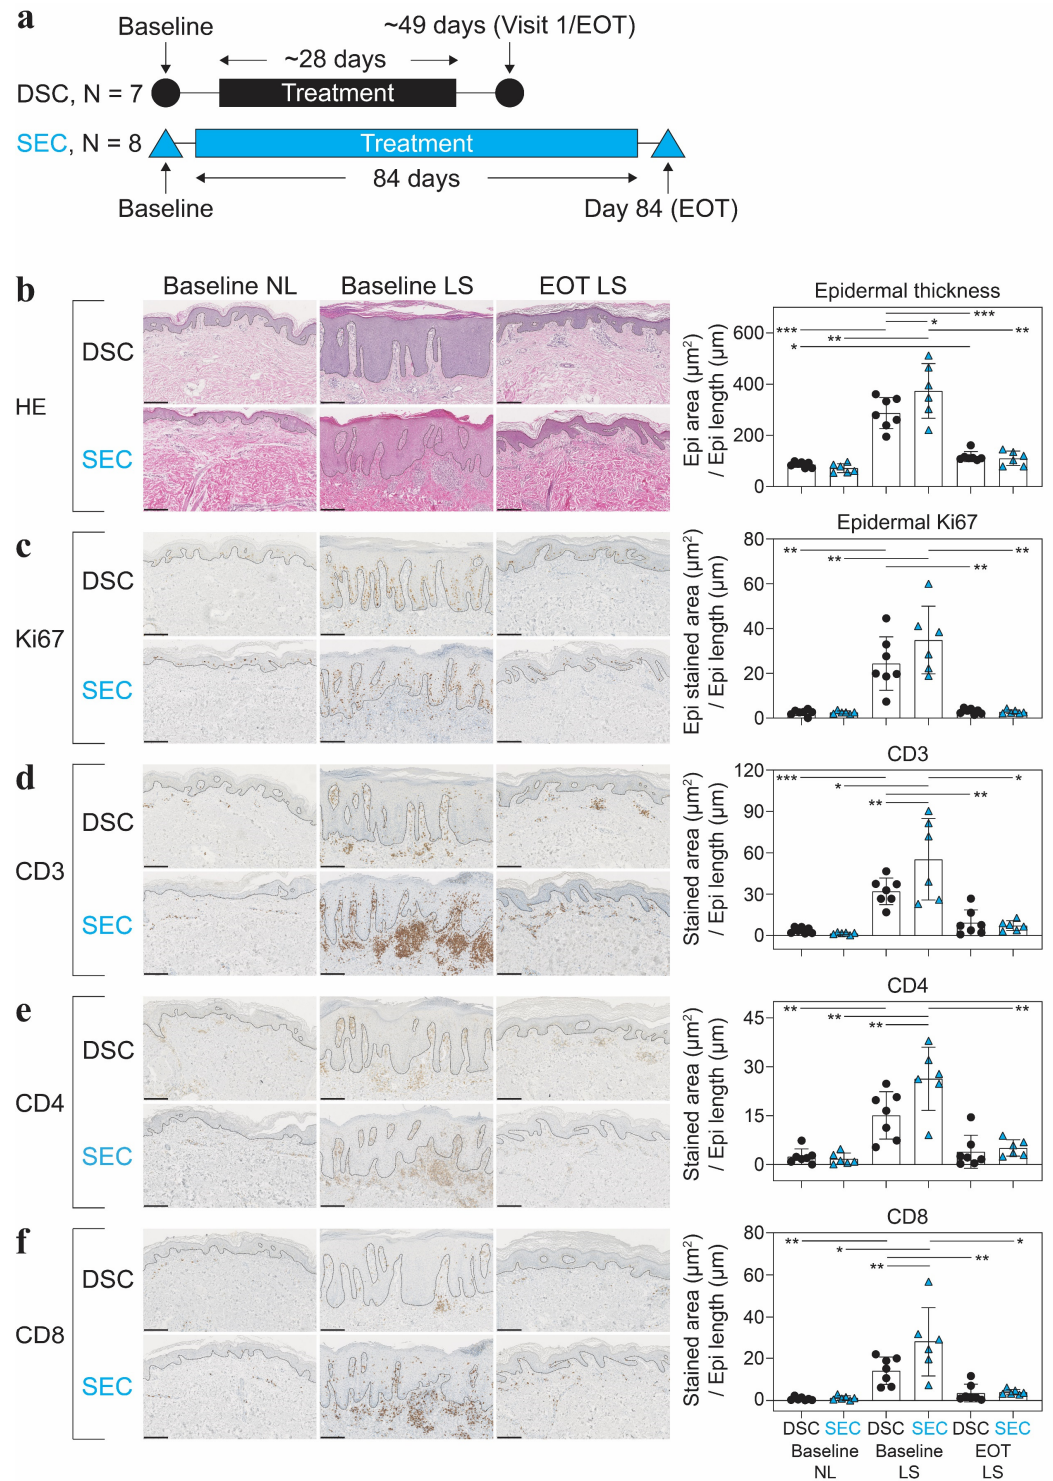 a
Baseline
~49 days (Visit 1/EOT)
~28 days
DSC, N = 7
Treatment
SEC, N = 8
Treatment
84 days
Baseline
Day 84 (EOT)
b
Baseline NL
Baseline LS
EOT LS
HE
DSC
SEC
Epidermal thickness
Epi area (µm²)
/ Epi length (µm)
600
400
200
0
***
**
*
***
*
**
c
Ki67
DSC
SEC
Epidermal Ki67
Epi stained area (µm²)
/ Epi length (µm)
80
60
40
20
0
**
**
**
**
d
CD3
DSC
SEC
CD3
Stained area (µm²)
/ Epi length (µm)
120
90
60
30
0
***
*
**
*
**
e
CD4
DSC
SEC
CD4
Stained area (µm²)
/ Epi length (µm)
45
30
15
0
**
**
**
**
f
CD8
DSC
SEC
CD8
Stained area (µm²)
/ Epi length (µm)
80
60
40
20
0
**
*
**
*
**
DSC SEC DSC SEC DSC SEC
Baseline Baseline EOT
NL LS LS